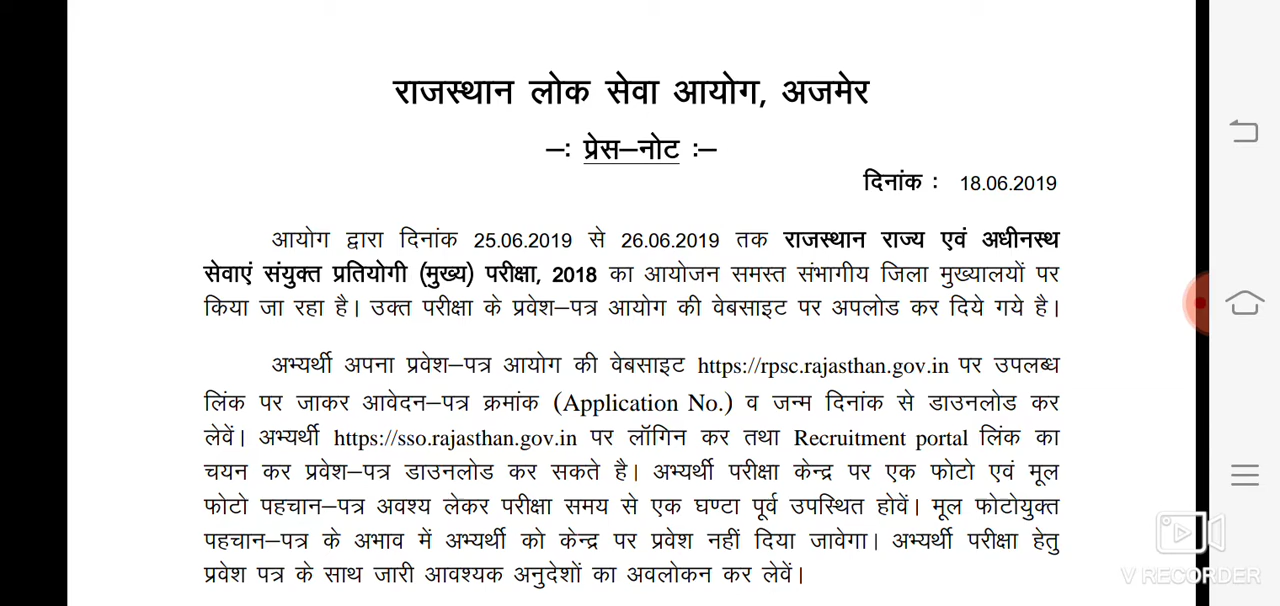 राजस्थान लोक सेवा आयोग, अजमेर
–: प्रेस–नोट :–
दिनांक : 18.06.2019
आयोग द्वारा दिनांक 25.06.2019 से 26.06.2019 तक राजस्थान राज्य एवं अधीनस्थ
सेवाएं संयुक्त प्रतियोगी (मुख्य) परीक्षा, 2018 का आयोजन समस्त संभागीय जिला मुख्यालयों पर
किया जा रहा है। उक्त परीक्षा के प्रवेश–पत्र आयोग की वेबसाइट पर अपलोड कर दिये गये है।
अभ्यर्थी अपना प्रवेश–पत्र आयोग की वेबसाइट https://rpsc.rajasthan.gov.in पर उपलब्ध
लिंक पर जाकर आवेदन–पत्र क्रमांक (Application No.) व जन्म दिनांक से डाउनलोड कर
लेवें। अभ्यर्थी https://sso.rajasthan.gov.in पर लॉगिन कर तथा Recruitment portal लिंक का
चयन कर प्रवेश–पत्र डाउनलोड कर सकते है। अभ्यर्थी परीक्षा केन्द्र पर एक फोटो एवं मूल
फोटो पहचान–पत्र अवश्य लेकर परीक्षा समय से एक घण्टा पूर्व उपस्थित होवें। मूल फोटोयुक्त
पहचान–पत्र के अभाव में अभ्यर्थी को केन्द्र पर प्रवेश नहीं दिया जावेगा। अभ्यर्थी परीक्षा हेतु
प्रवेश पत्र के साथ जारी आवश्यक अनुदेशों का अवलोकन कर लेवें।
V RECORDER